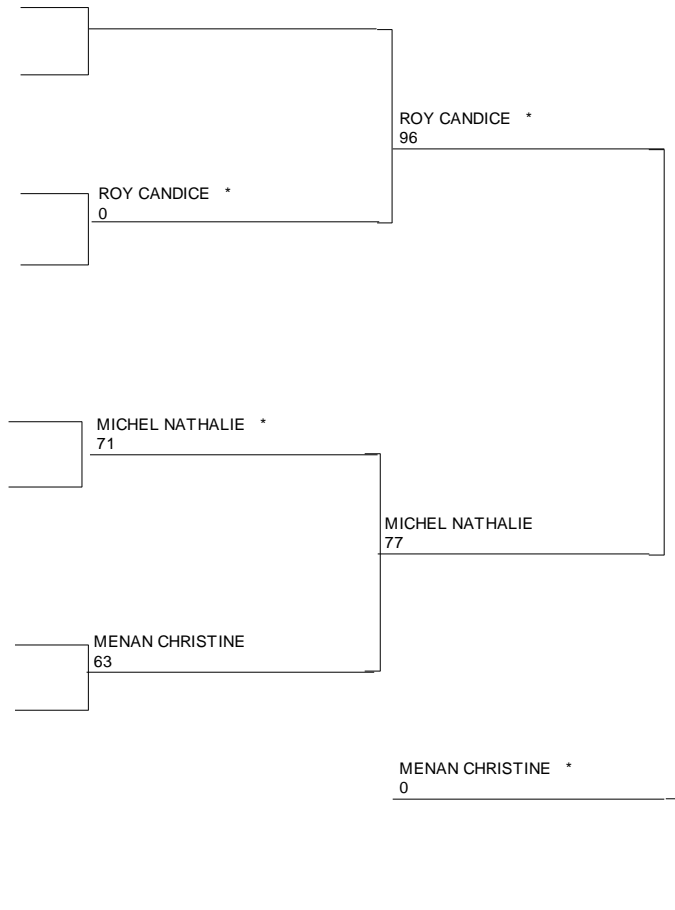 ROY CANDICE *
96
ROY CANDICE *
0
MICHEL NATHALIE *
71
MICHEL NATHALIE
77
MENAN CHRISTINE
63
MENAN CHRISTINE *
0